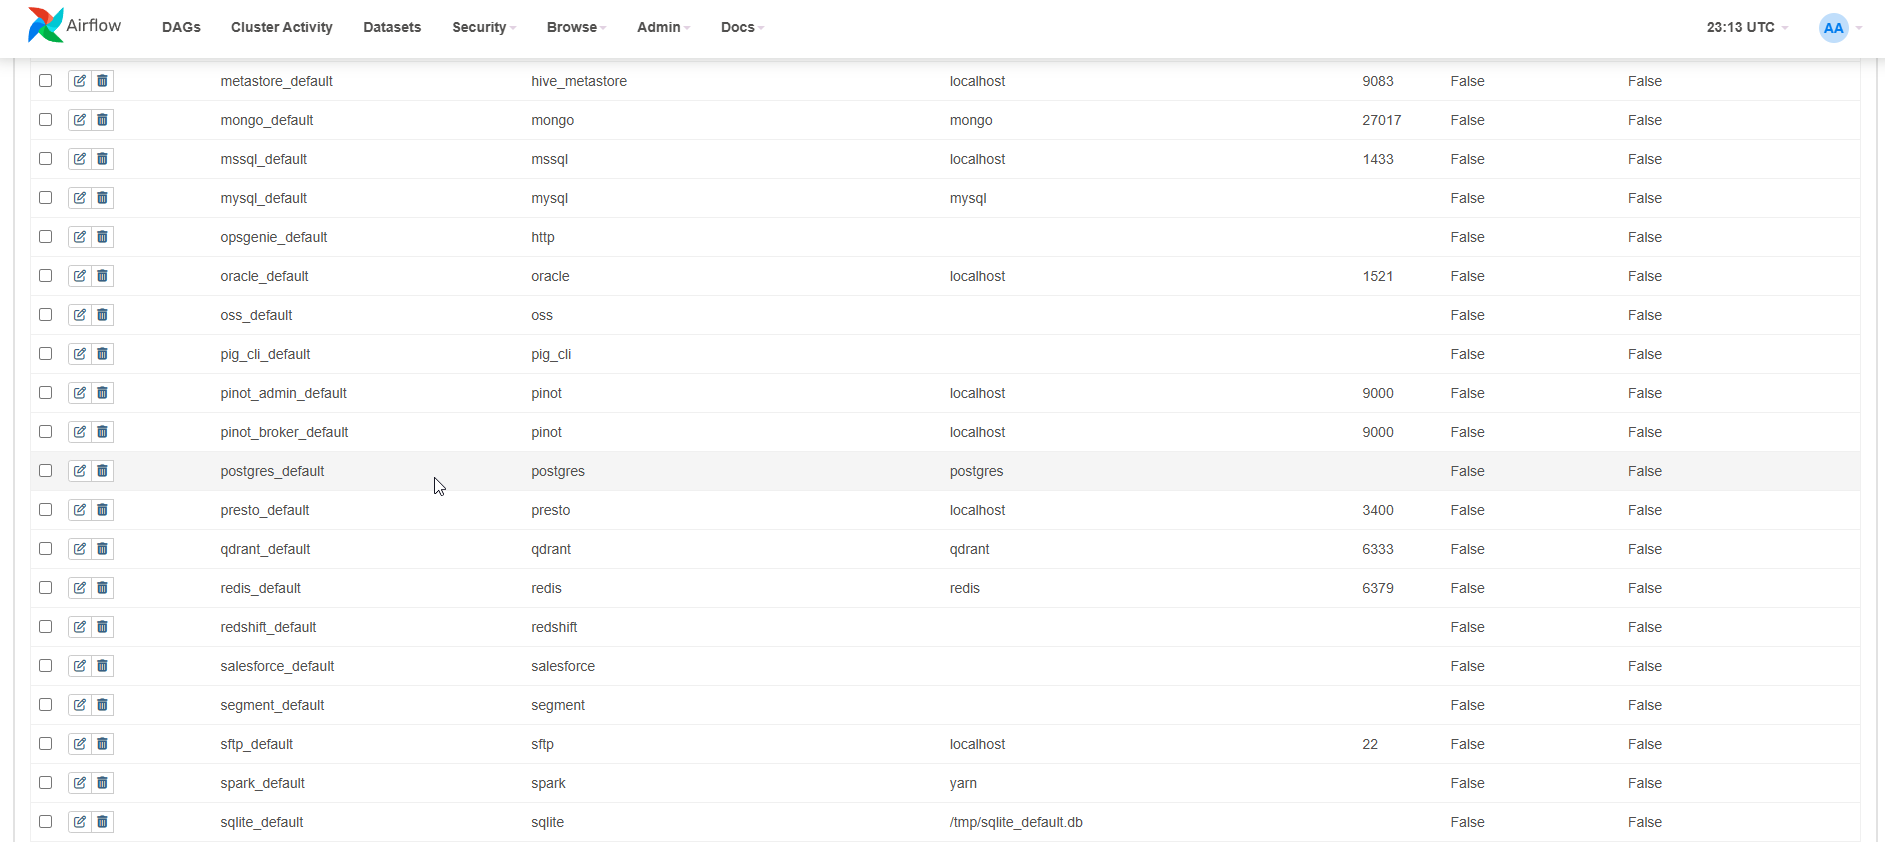 Airflow DAGs Cluster Activity Datasets Security Browse Admin Docs 23:13 UTC AA
metastore_default hive_metastore localhost 9083 False False
mongo_default mongo mongo 27017 False False
mssql_default mssql localhost 1433 False False
mysql_default mysql mysql False False
opsgenie_default http False False
oracle_default oracle localhost 1521 False False
oss_default oss False False
pig_cli_default pig_cli False False
pinot_admin_default pinot localhost 9000 False False
pinot_broker_default pinot localhost 9000 False False
postgres_default postgres postgres False False
presto_default presto localhost 3400 False False
qdrant_default qdrant qdrant 6333 False False
redis_default redis redis 6379 False False
redshift_default redshift False False
salesforce_default salesforce False False
segment_default segment False False
sftp_default sftp localhost 22 False False
spark_default spark yarn False False
sqlite_default sqlite /tmp/sqlite_default.db False False